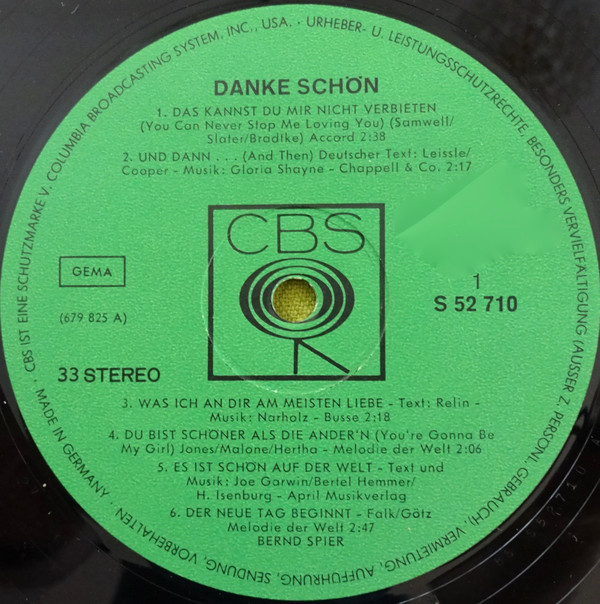 CBS IST EINE SCHUTZMARKE V. COLUMBIA BROADCASTING SYSTEM, INC., USA. · URHEBER- U. LEISTUNGSSCHUTZRECHTE: BESONDERS VERVIELFÄLTIGUNG (AUSSER Z. PERSÖNL. GEBRAUCH), VERMIETUNG, AUFFÜHRUNG, SENDUNG, VORBEHALTEN · MADE IN GERMANY ·
DANKE SCHÖN
1. DAS KANNST DU MIR NICHT VERBIETEN
(You Can Never Stop Me Loving You) (Samwell/
Slater/Bradtke) Accord 2:38
2. UND DANN . . . (And Then) Deutscher Text: Leissle/
Cooper - Musik: Gloria Shayne - Chappell & Co. 2:17
CBS
GEMA
1
(679 825 A)
S 52 710
33 STEREO
3. WAS ICH AN DIR AM MEISTEN LIEBE - Text: Relin -
Musik: Narholz - Busse 2:18
4. DU BIST SCHÖNER ALS DIE ANDER'N (You're Gonna Be
My Girl) Jones/Malone/Hertha - Melodie der Welt 2:06
5. ES IST SCHÖN AUF DER WELT - Text und
Musik: Joe Garwin/Bertel Hemmer/
H. Isenburg - April Musikverlag
6. DER NEUE TAG BEGINNT - Falk/Götz
Melodie der Welt 2:47
BERND SPIER